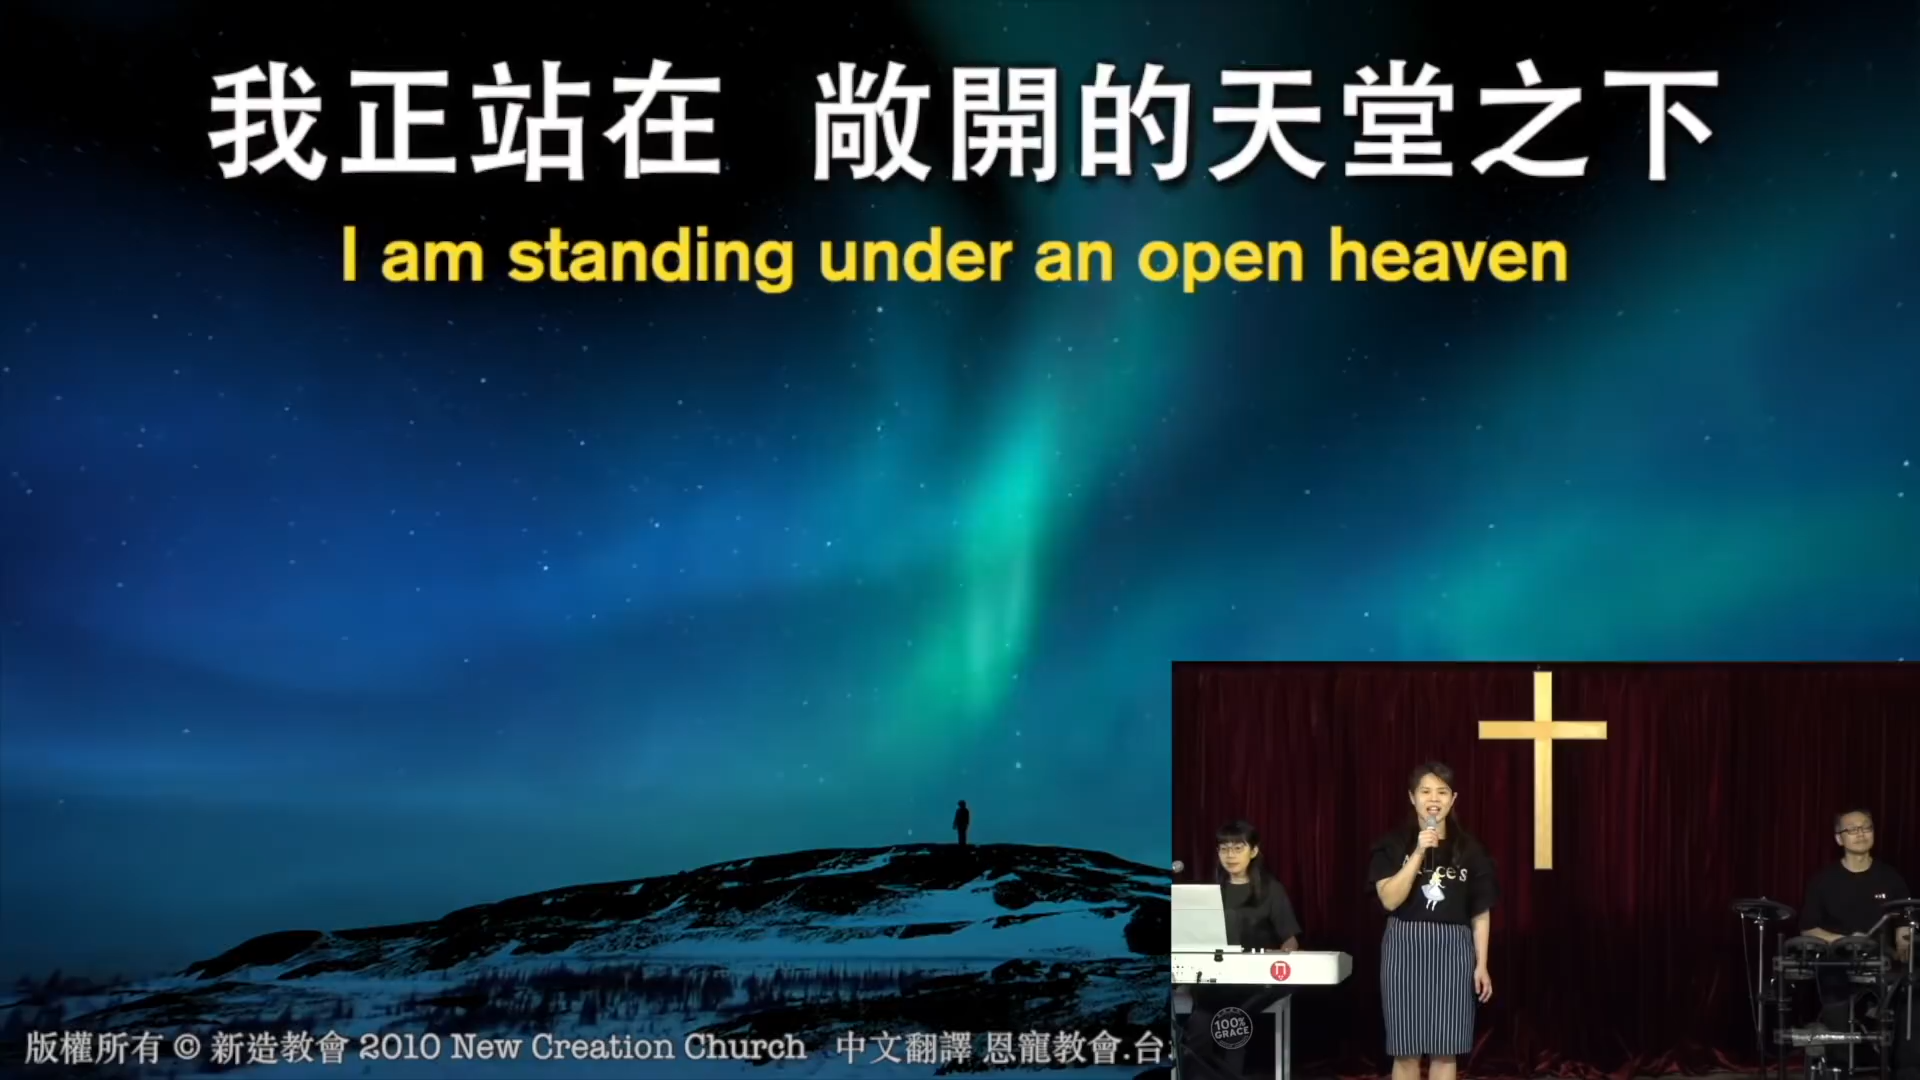 我正站在 敞開的天堂之下
I am standing under an open heaven
版權所有 © 新造教會 2010 New Creation Church 中文翻譯 恩寵教會.台
100%
GRACE